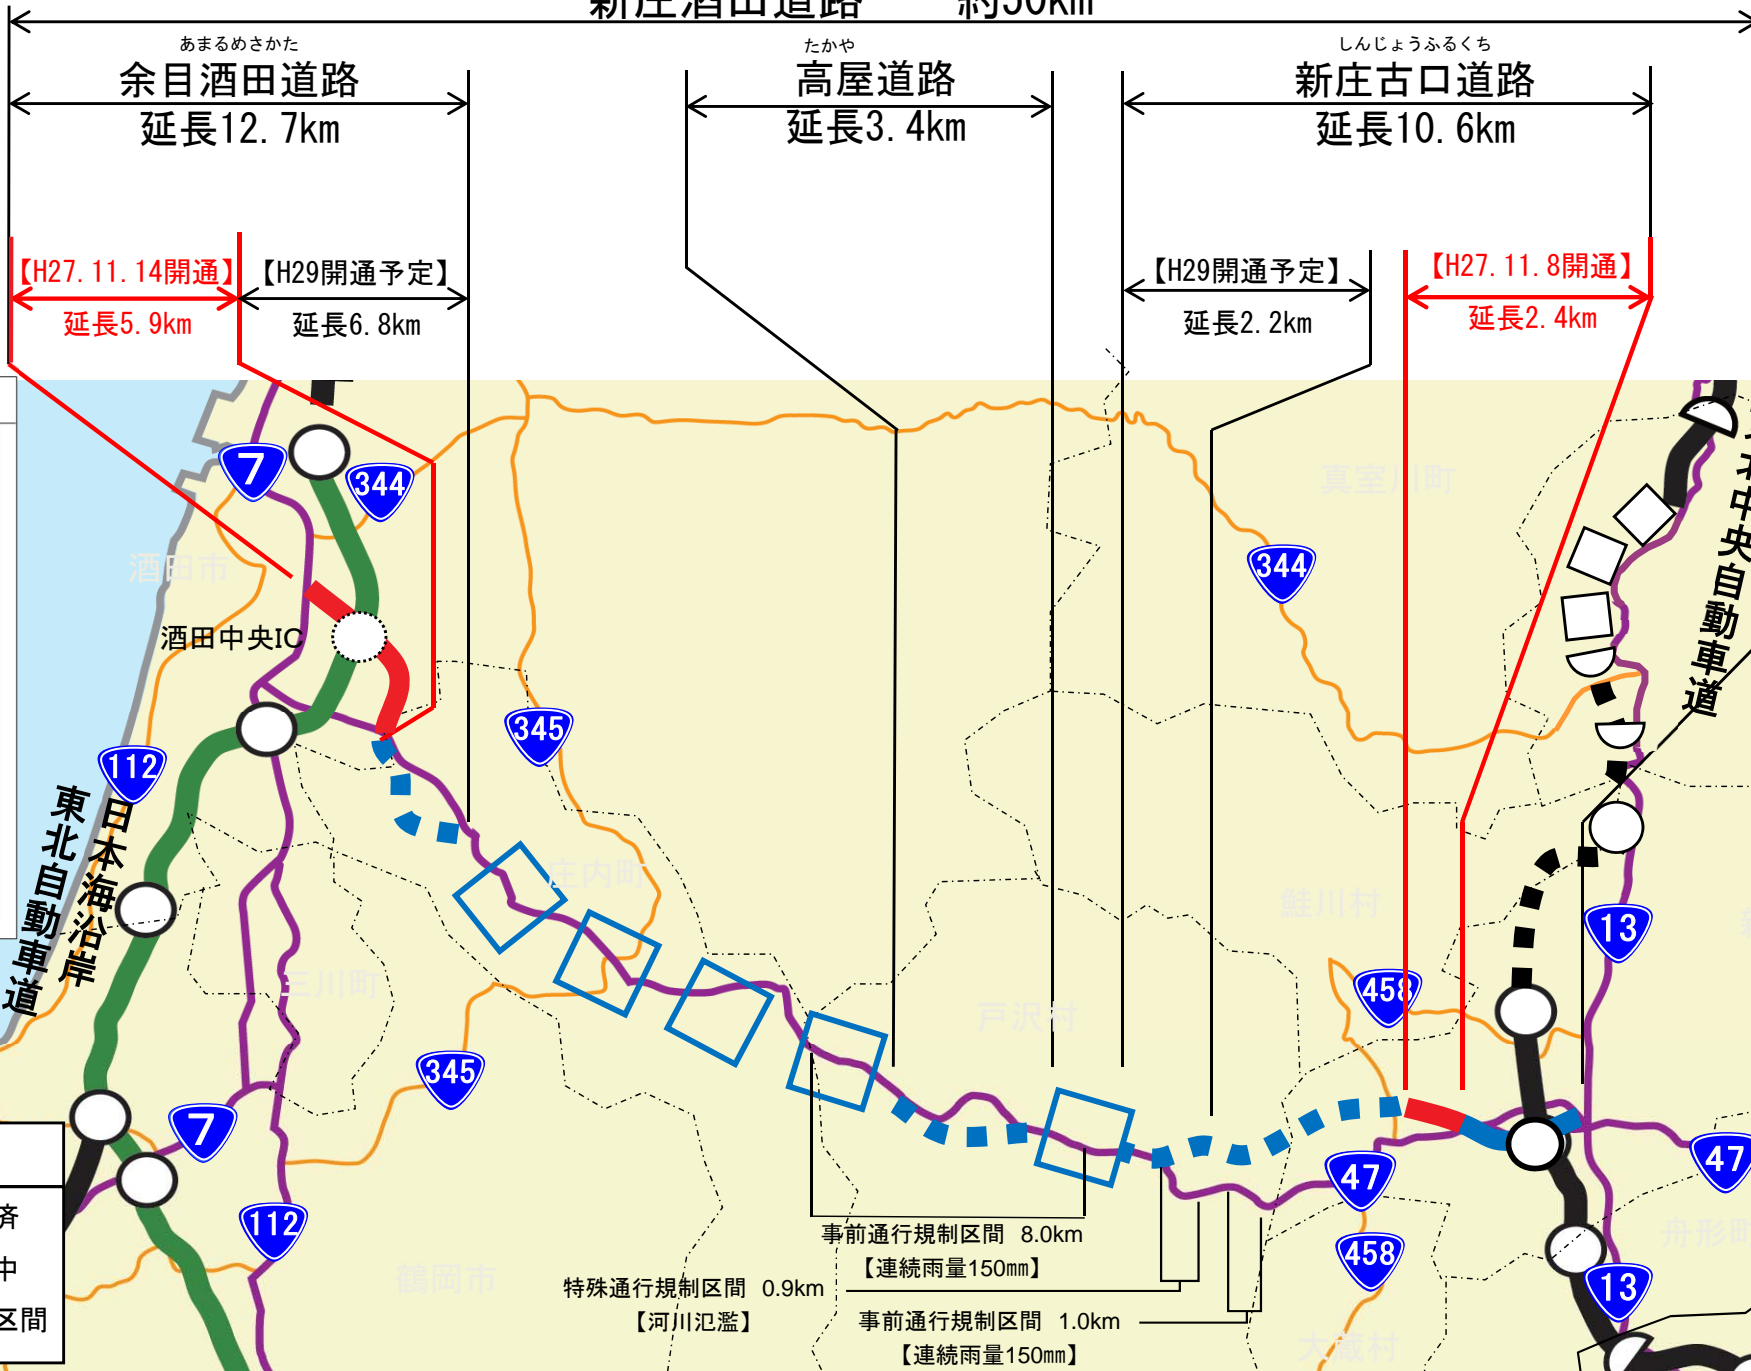 新庄酒田道路　　約50km
あまるめさかた
余目酒田道路
延長12.7km
たかや
高屋道路
延長3.4km
しんじょうふるくち
新庄古口道路
延長10.6km
【H27.11.14開通】
延長5.9km
【H29開通予定】
延長6.8km
【H29開通予定】
延長2.2km
【H27.11.8開通】
延長2.4km
7
344
真室川町
北中央自動車道
344
酒田市
酒田中央IC
345
112
日本海沿岸
東北自動車道
庄内町
鮭川村
13
三川町
458
戸沢村
345
7
47
47
112
458
舟形町
13
鶴岡市
大蔵村
事前通行規制区間 8.0km
【連続雨量150㎜】
特殊通行規制区間 0.9km
【河川氾濫】
事前通行規制区間 1.0km
【連続雨量150㎜】
済
中
区間